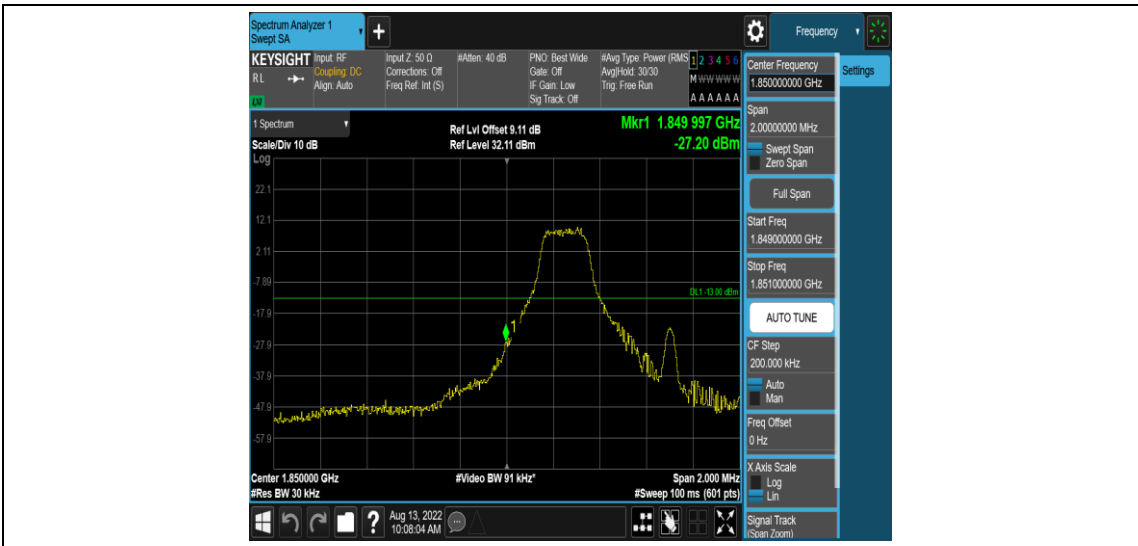 Spectrum Analyzer 1
Swept SA
Frequency
KEYSIGHT
RL
LNI
Input: RF
Coupling: DC
Align: Auto
Input Z: 50 Ω
Corrections: Off
Freq Ref: Int (S)
#Atten: 40 dB
PNO: Best Wide
Gate: Off
IF Gain: Low
Sig Track: Off
#Avg Type: Power (RMS
Avg|Hold: 30/30
Trig: Free Run
1 2 3 4 5 6
M W W W W W
A A A A A A
1 Spectrum
Scale/Div 10 dB
Ref Lvl Offset 9.11 dB
Ref Level 32.11 dBm
Mkr1 1.849 997 GHz
-27.20 dBm
Log
22.1
12.1
2.11
-7.89
-17.9
-27.9
-37.9
-47.9
-57.9
DL1 -13.00 dBm
1
Center 1.850000 GHz
#Res BW 30 kHz
#Video BW 91 kHz*
Span 2.000 MHz
#Sweep 100 ms (601 pts)
Center Frequency
1.850000000 GHz
Settings
Span
2.00000000 MHz
Swept Span
Zero Span
Full Span
Start Freq
1.849000000 GHz
Stop Freq
1.851000000 GHz
AUTO TUNE
CF Step
200.000 kHz
Auto
Man
Freq Offset
0 Hz
X Axis Scale
Log
Lin
Signal Track
(Span Zoom)
?
Aug 13, 2022
10:08:04 AM